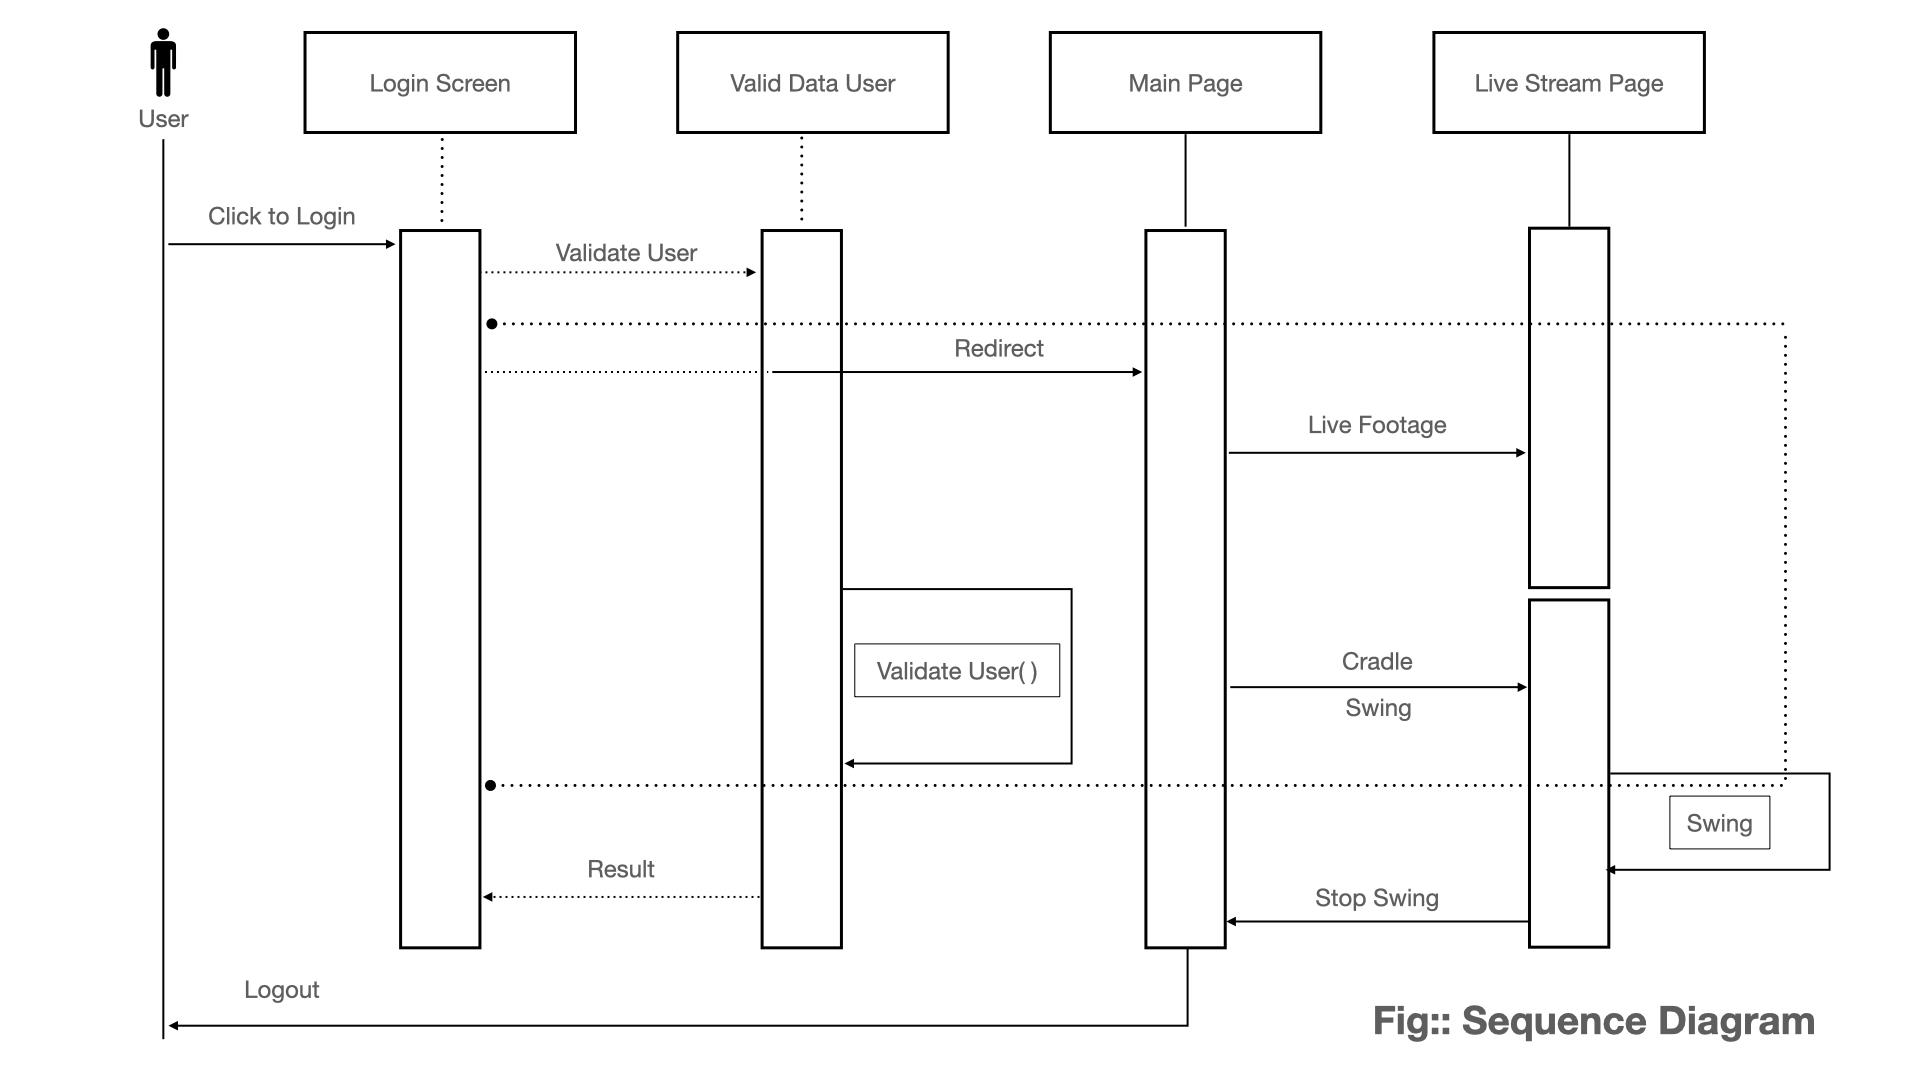 User
Login Screen
Valid Data User
Main Page
Live Stream Page
Click to Login
Validate User
Redirect
Live Footage
Validate User( )
Cradle
Swing
Swing
Result
Stop Swing
Logout
Fig:: Sequence Diagram